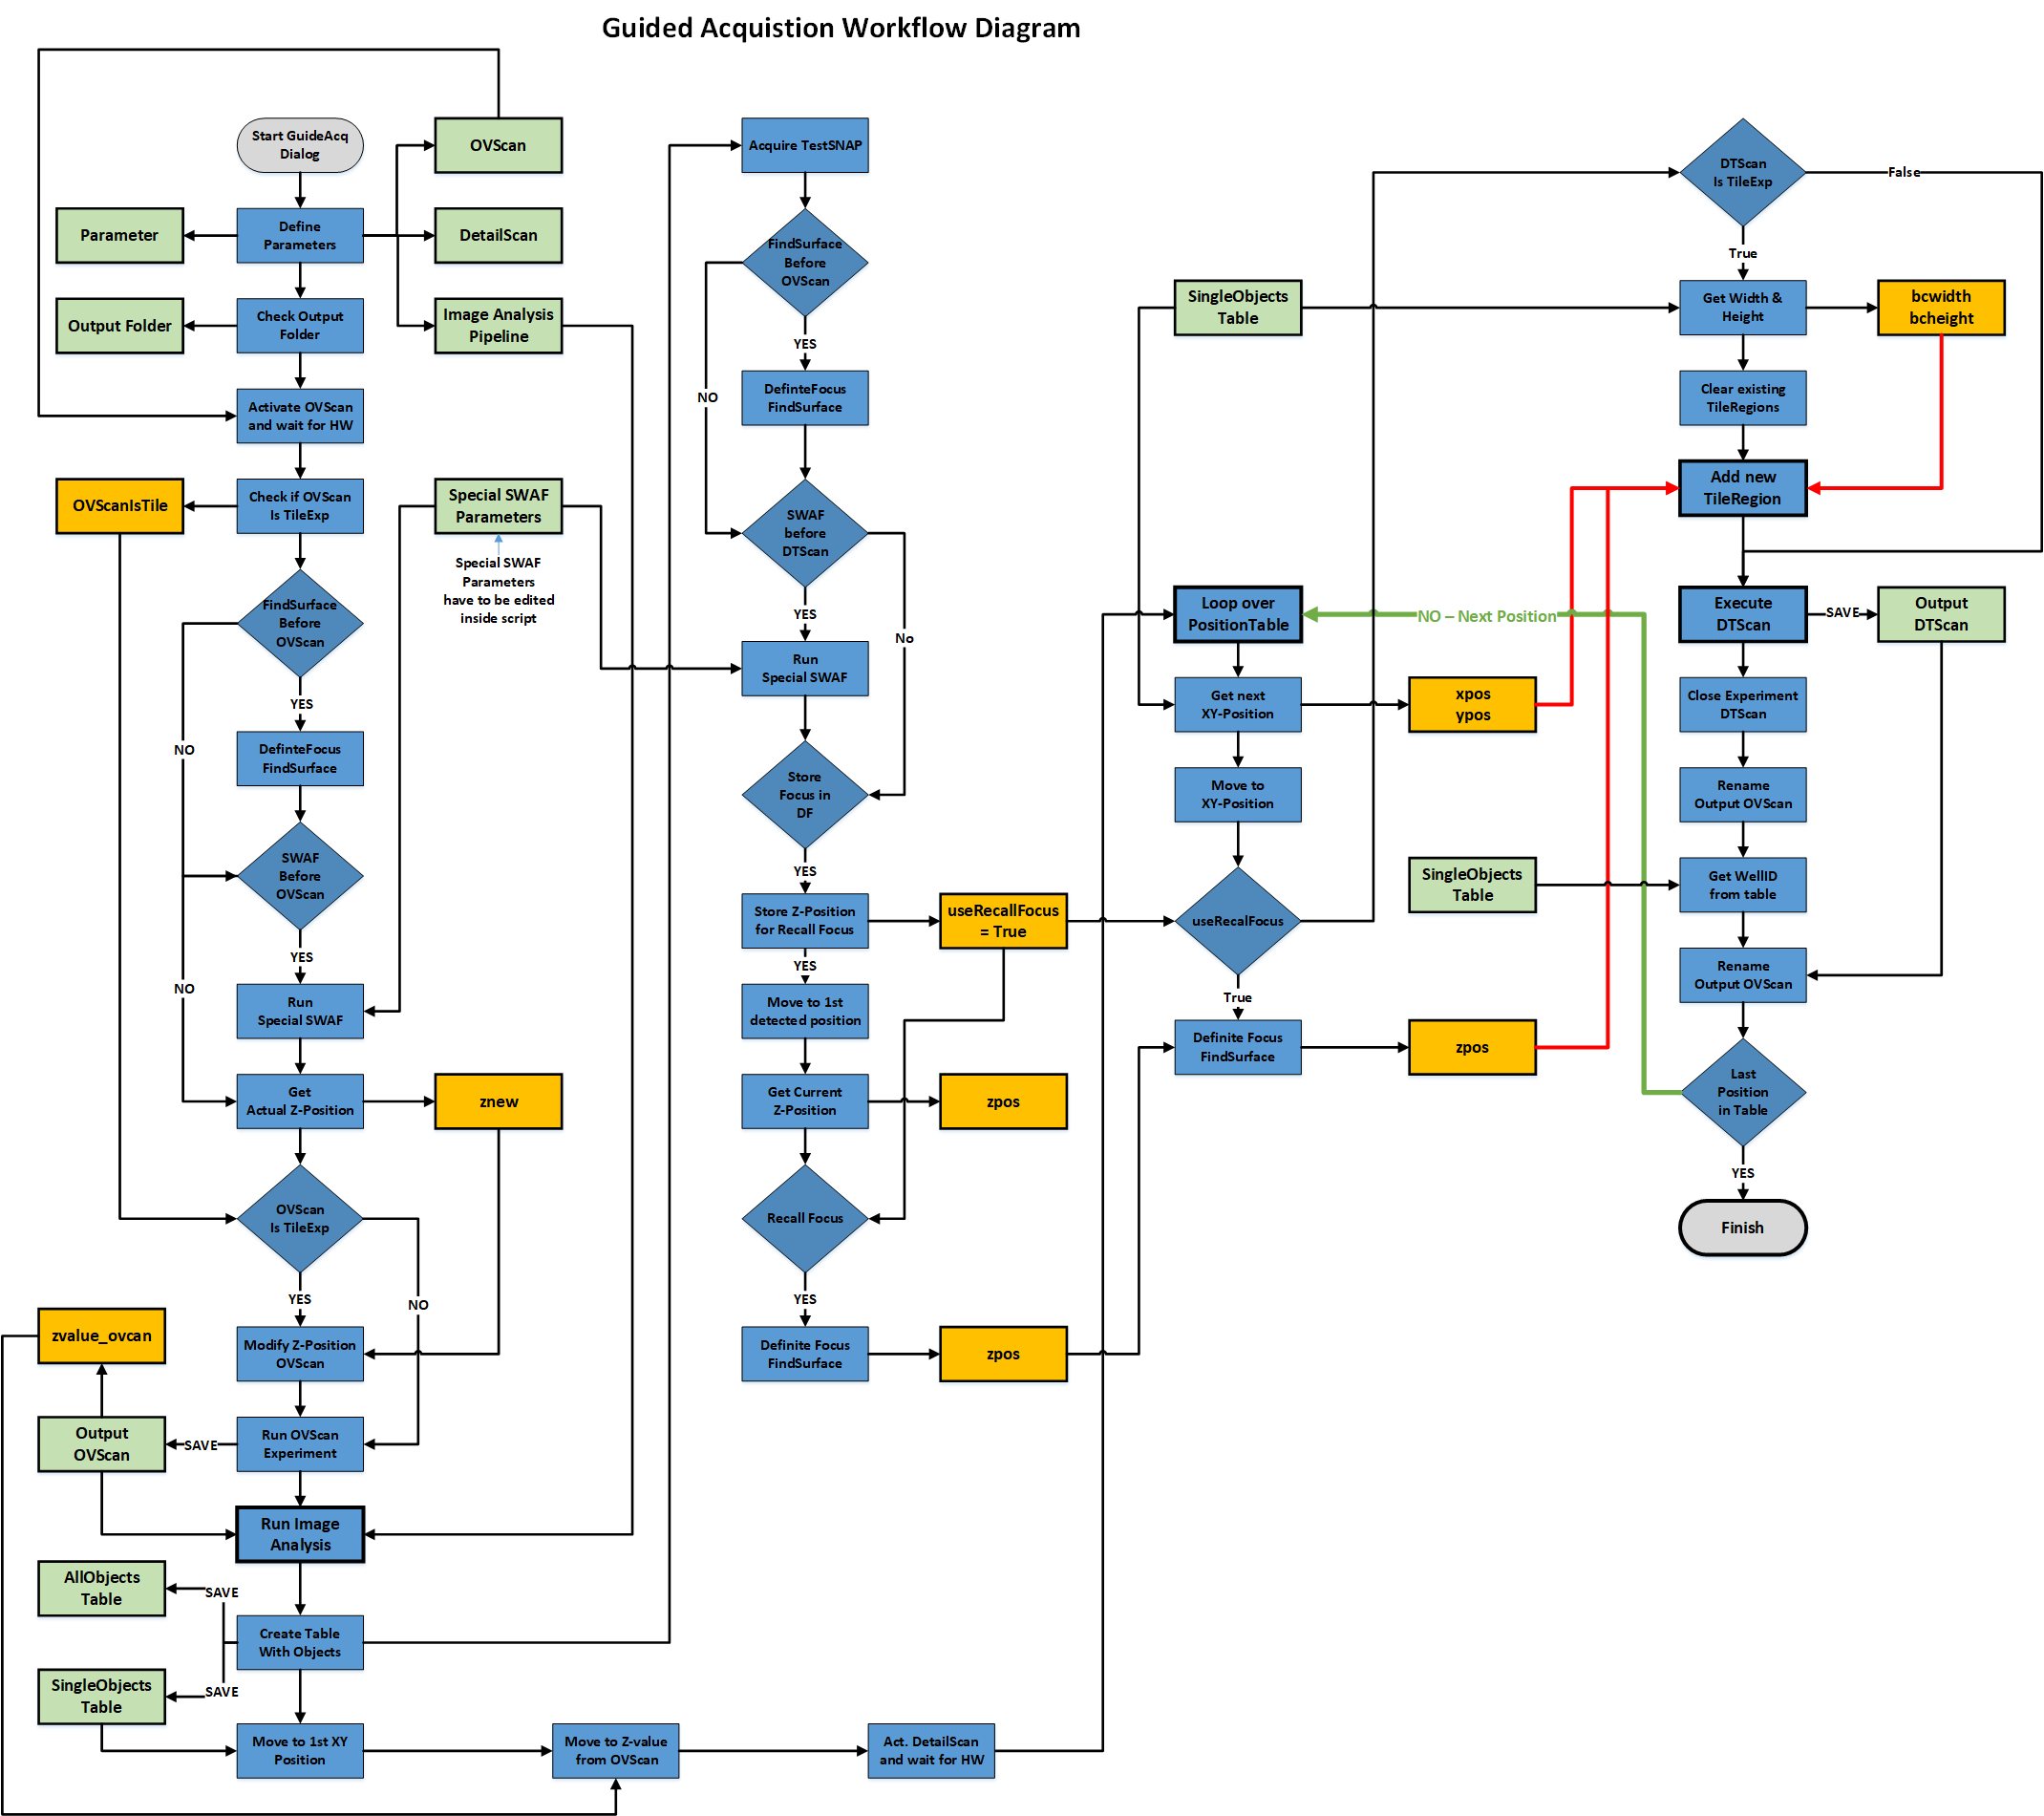 Guided Acquistion Workflow Diagram
Start GuideAcq
Dialog
OVScan
Parameter
Define
Parameters
DetailScan
Output Folder
Check Output
Folder
Image Analysis
Pipeline
Activate OVScan
and wait for HW
OVScanIsTile
Check if OVScan
Is TileExp
Special SWAF
Parameters
Special SWAF
Parameters
have to be edited
inside script
FindSurface
Before
OVScan
YES
NO
DefinteFocus
FindSurface
SWAF
Before
OVScan
YES
NO
Run
Special SWAF
Get
Actual Z-Position
znew
OVScan
Is TileExp
YES
NO
zvalue_ovcan
Modify Z-Position
OVScan
Output
OVScan
SAVE
Run OVScan
Experiment
Run Image
Analysis
AllObjects
Table
SAVE
Create Table
With Objects
SingleObjects
Table
SAVE
Move to 1st XY
Position
Move to Z-value
from OVScan
Act. DetailScan
and wait for HW
Acquire TestSNAP
FindSurface
Before
OVScan
YES
NO
DefinteFocus
FindSurface
SWAF
before
DTScan
YES
No
Run
Special SWAF
Store
Focus in
DF
YES
Store Z-Position
for Recall Focus
useRecallFocus
= True
YES
Move to 1st
detected position
Get Current
Z-Position
zpos
Recall Focus
YES
Definite Focus
FindSurface
zpos
SingleObjects
Table
Loop over
PositionTable
NO – Next Position
Get next
XY-Position
xpos
ypos
Move to
XY-Position
SingleObjects
Table
useRecalFocus
True
Definite Focus
FindSurface
zpos
DTScan
Is TileExp
False
True
Get Width &
Height
bcwidth
bcheight
Clear existing
TileRegions
Add new
TileRegion
Execute
DTScan
SAVE
Output
DTScan
Close Experiment
DTScan
Rename
Output OVScan
Get WellID
from table
Rename
Output OVScan
Last
Position
in Table
YES
Finish